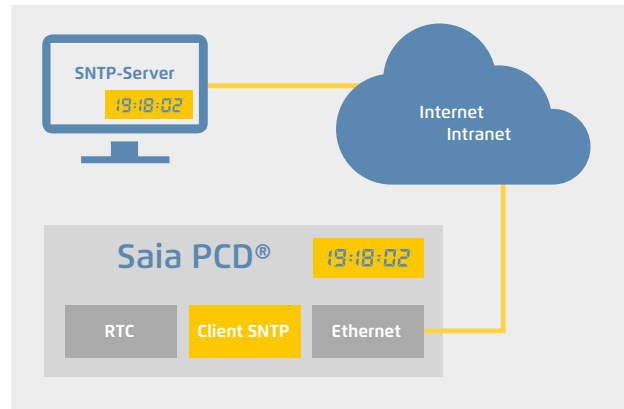 SNTP-Server
19:18:02
Internet
Intranet
Saia PCD®
19:18:02
RTC
Client SNTP
Ethernet